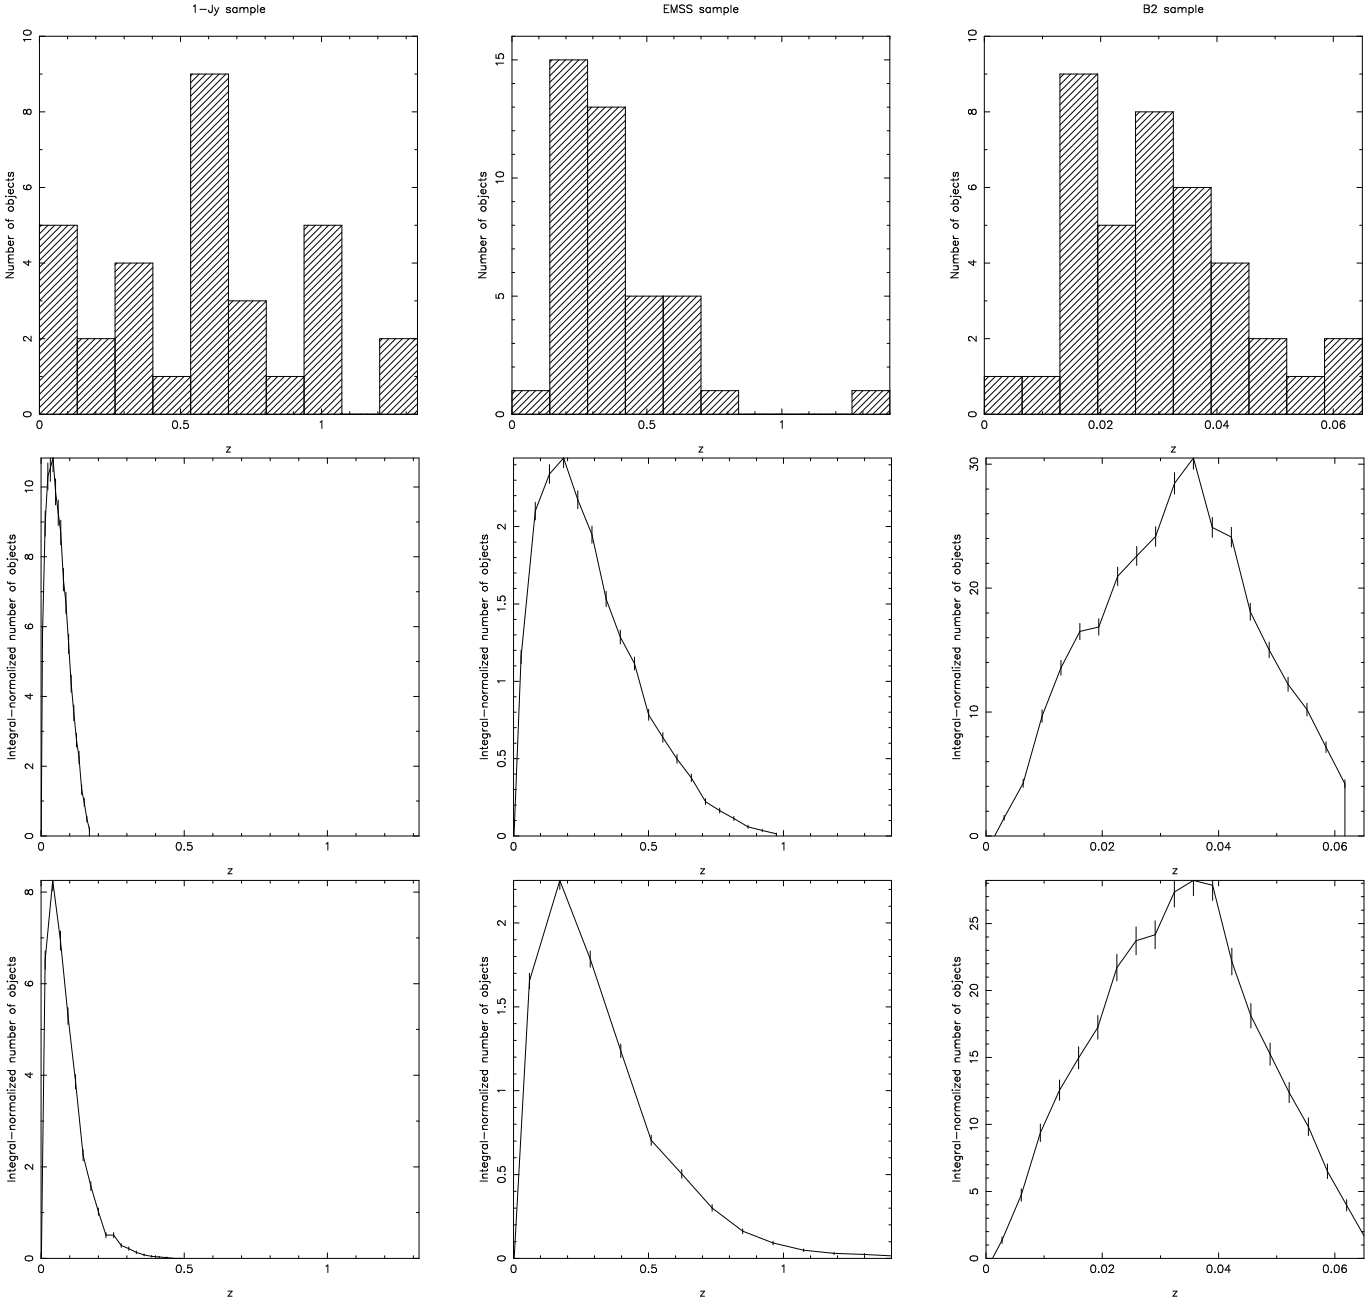 1-Jy sample
EMSS sample
B2 sample
Number of objects
0 2 4 6 8 10
0 0.5 1
z
Number of objects
0 5 10 15
0 0.5 1
z
Number of objects
0 2 4 6 8 10
0 0.02 0.04 0.06
z
Integral-normalized number of objects
0 2 4 6 8 10
0 0.5 1
z
Integral-normalized number of objects
0 0.5 1 1.5 2
0 0.5 1
z
Integral-normalized number of objects
0 10 20 30
0 0.02 0.04 0.06
z
Integral-normalized number of objects
0 2 4 6 8
0 0.5 1
z
Integral-normalized number of objects
0 0.5 1 1.5 2
0 0.5 1
z
Integral-normalized number of objects
0 5 10 15 20 25
0 0.02 0.04 0.06
z